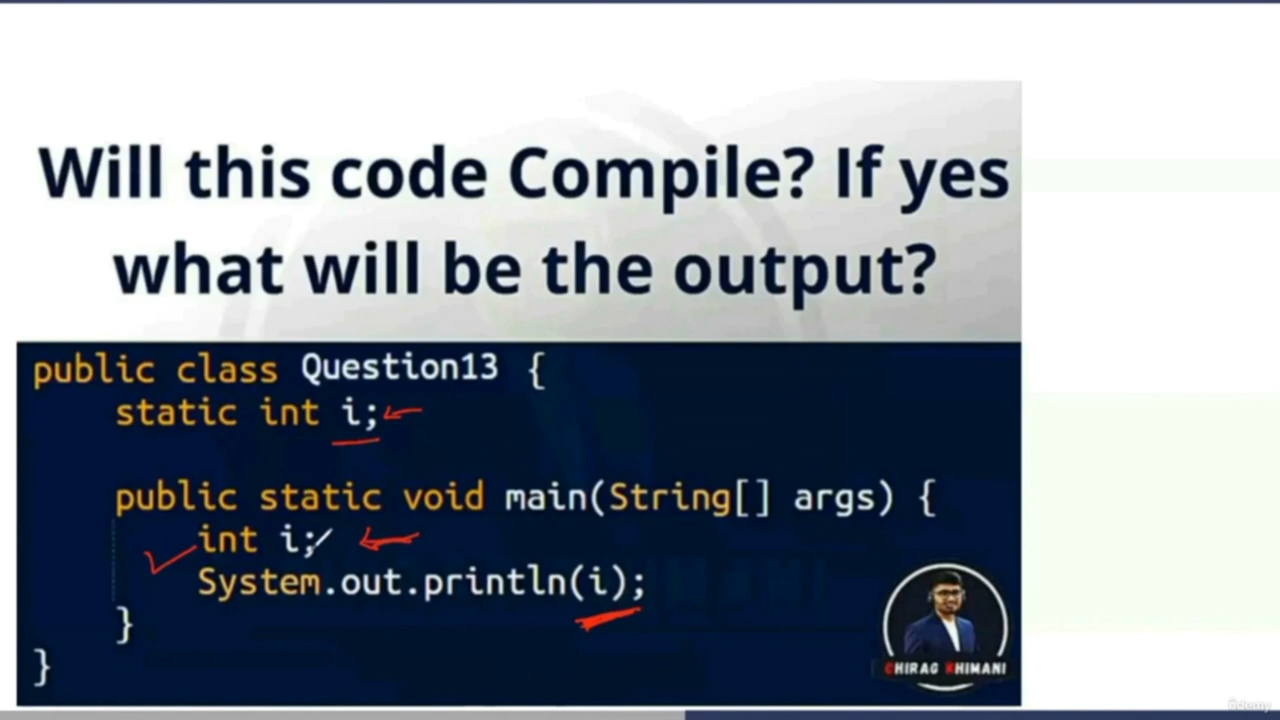 Will this code Compile? If yes
what will be the output?
public class Question13 {
static int i;
public static void main(String[] args) {
int i;
System.out.println(i);
}
}
CHIRAG KHIMANI
ûdemy